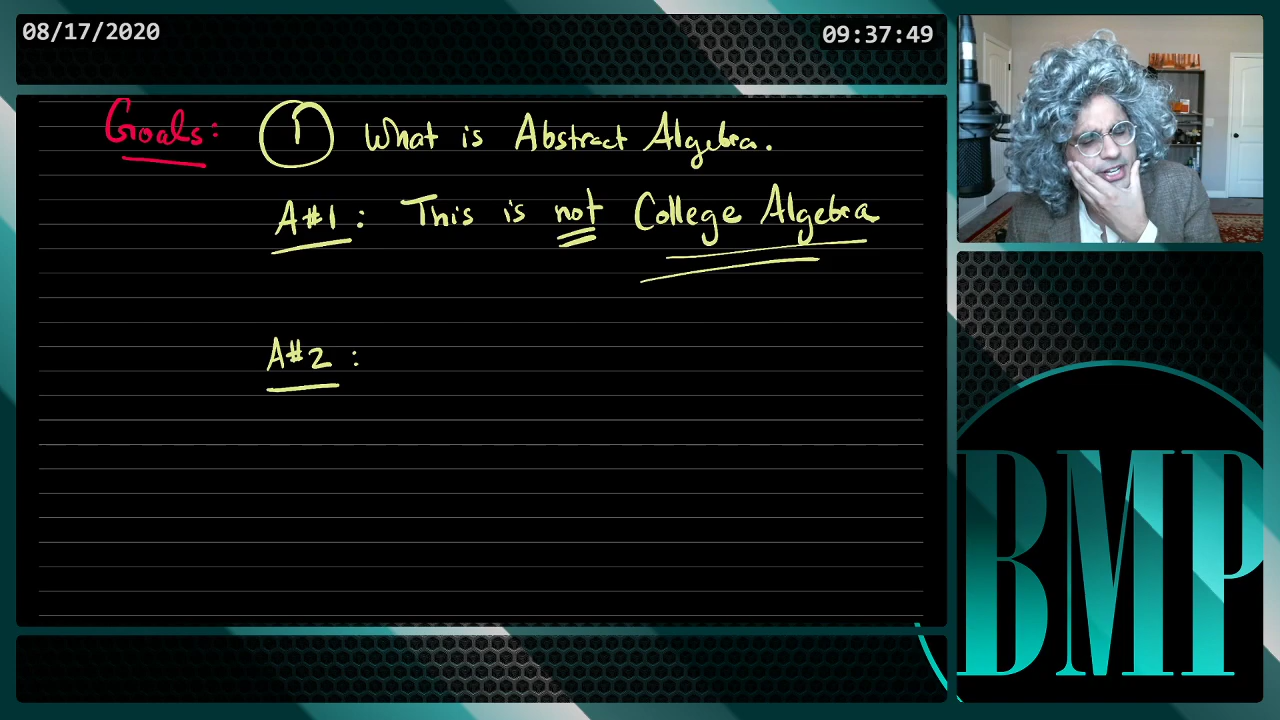 08/17/2020
09:37:49
Goals: 1 What is Abstract Algebra.
A#1: This is not College Algebra
A#2:
BMP